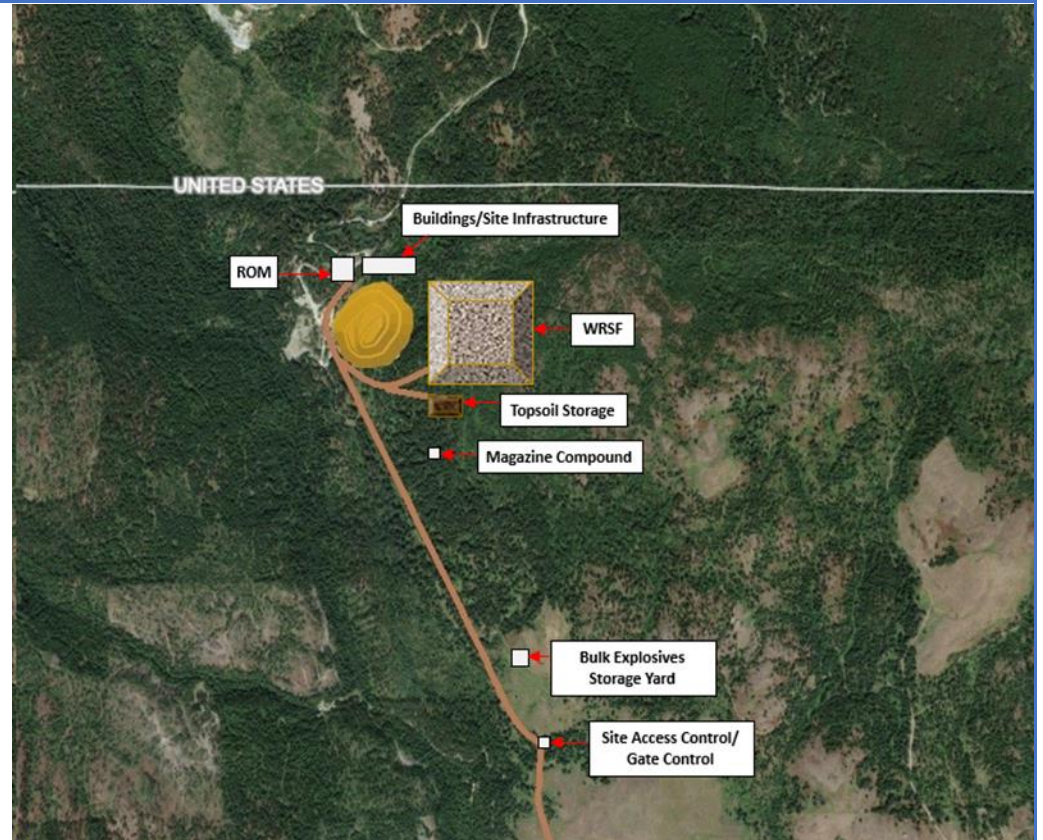 UNITED STATES
Buildings/Site Infrastructure
ROM
WRSF
Topsoil Storage
Magazine Compound
Bulk Explosives
Storage Yard
Site Access Control/
Gate Control